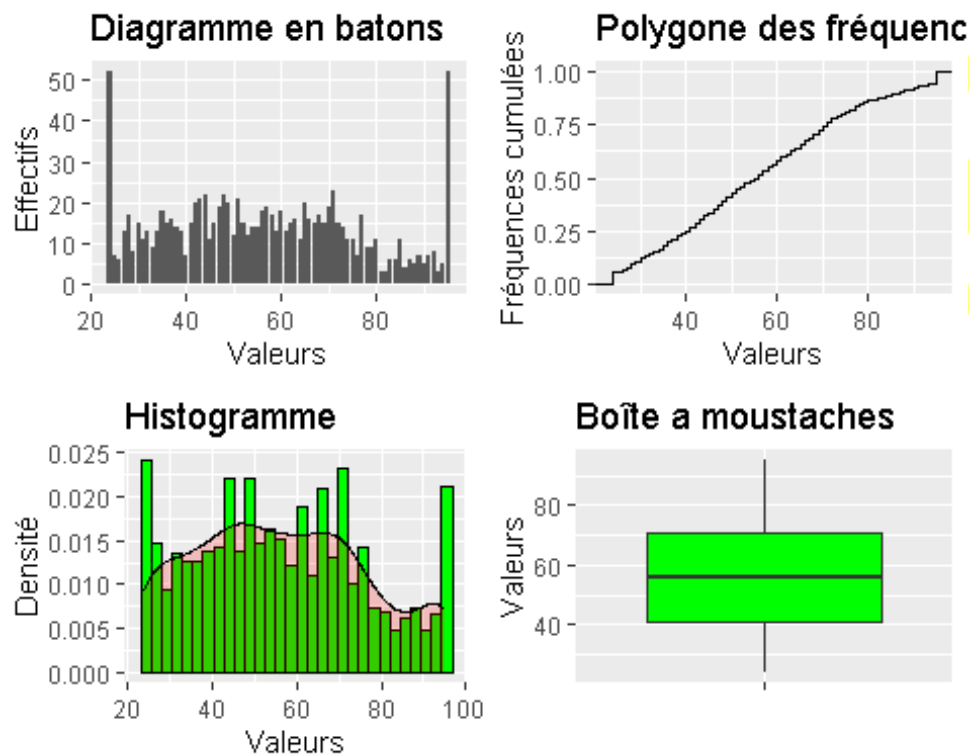 Diagramme en batons
Effectifs
50
40
30
20
10
0
20
40
60
80
Valeurs
Polygone des fréquenc
Fréquences cumulées
1.00
0.75
0.50
0.25
0.00
40
60
80
Valeurs
Histogramme
Densité
0.025
0.020
0.015
0.010
0.005
0.000
20
40
60
80
100
Valeurs
Boîte a moustaches
Valeurs
80
60
40